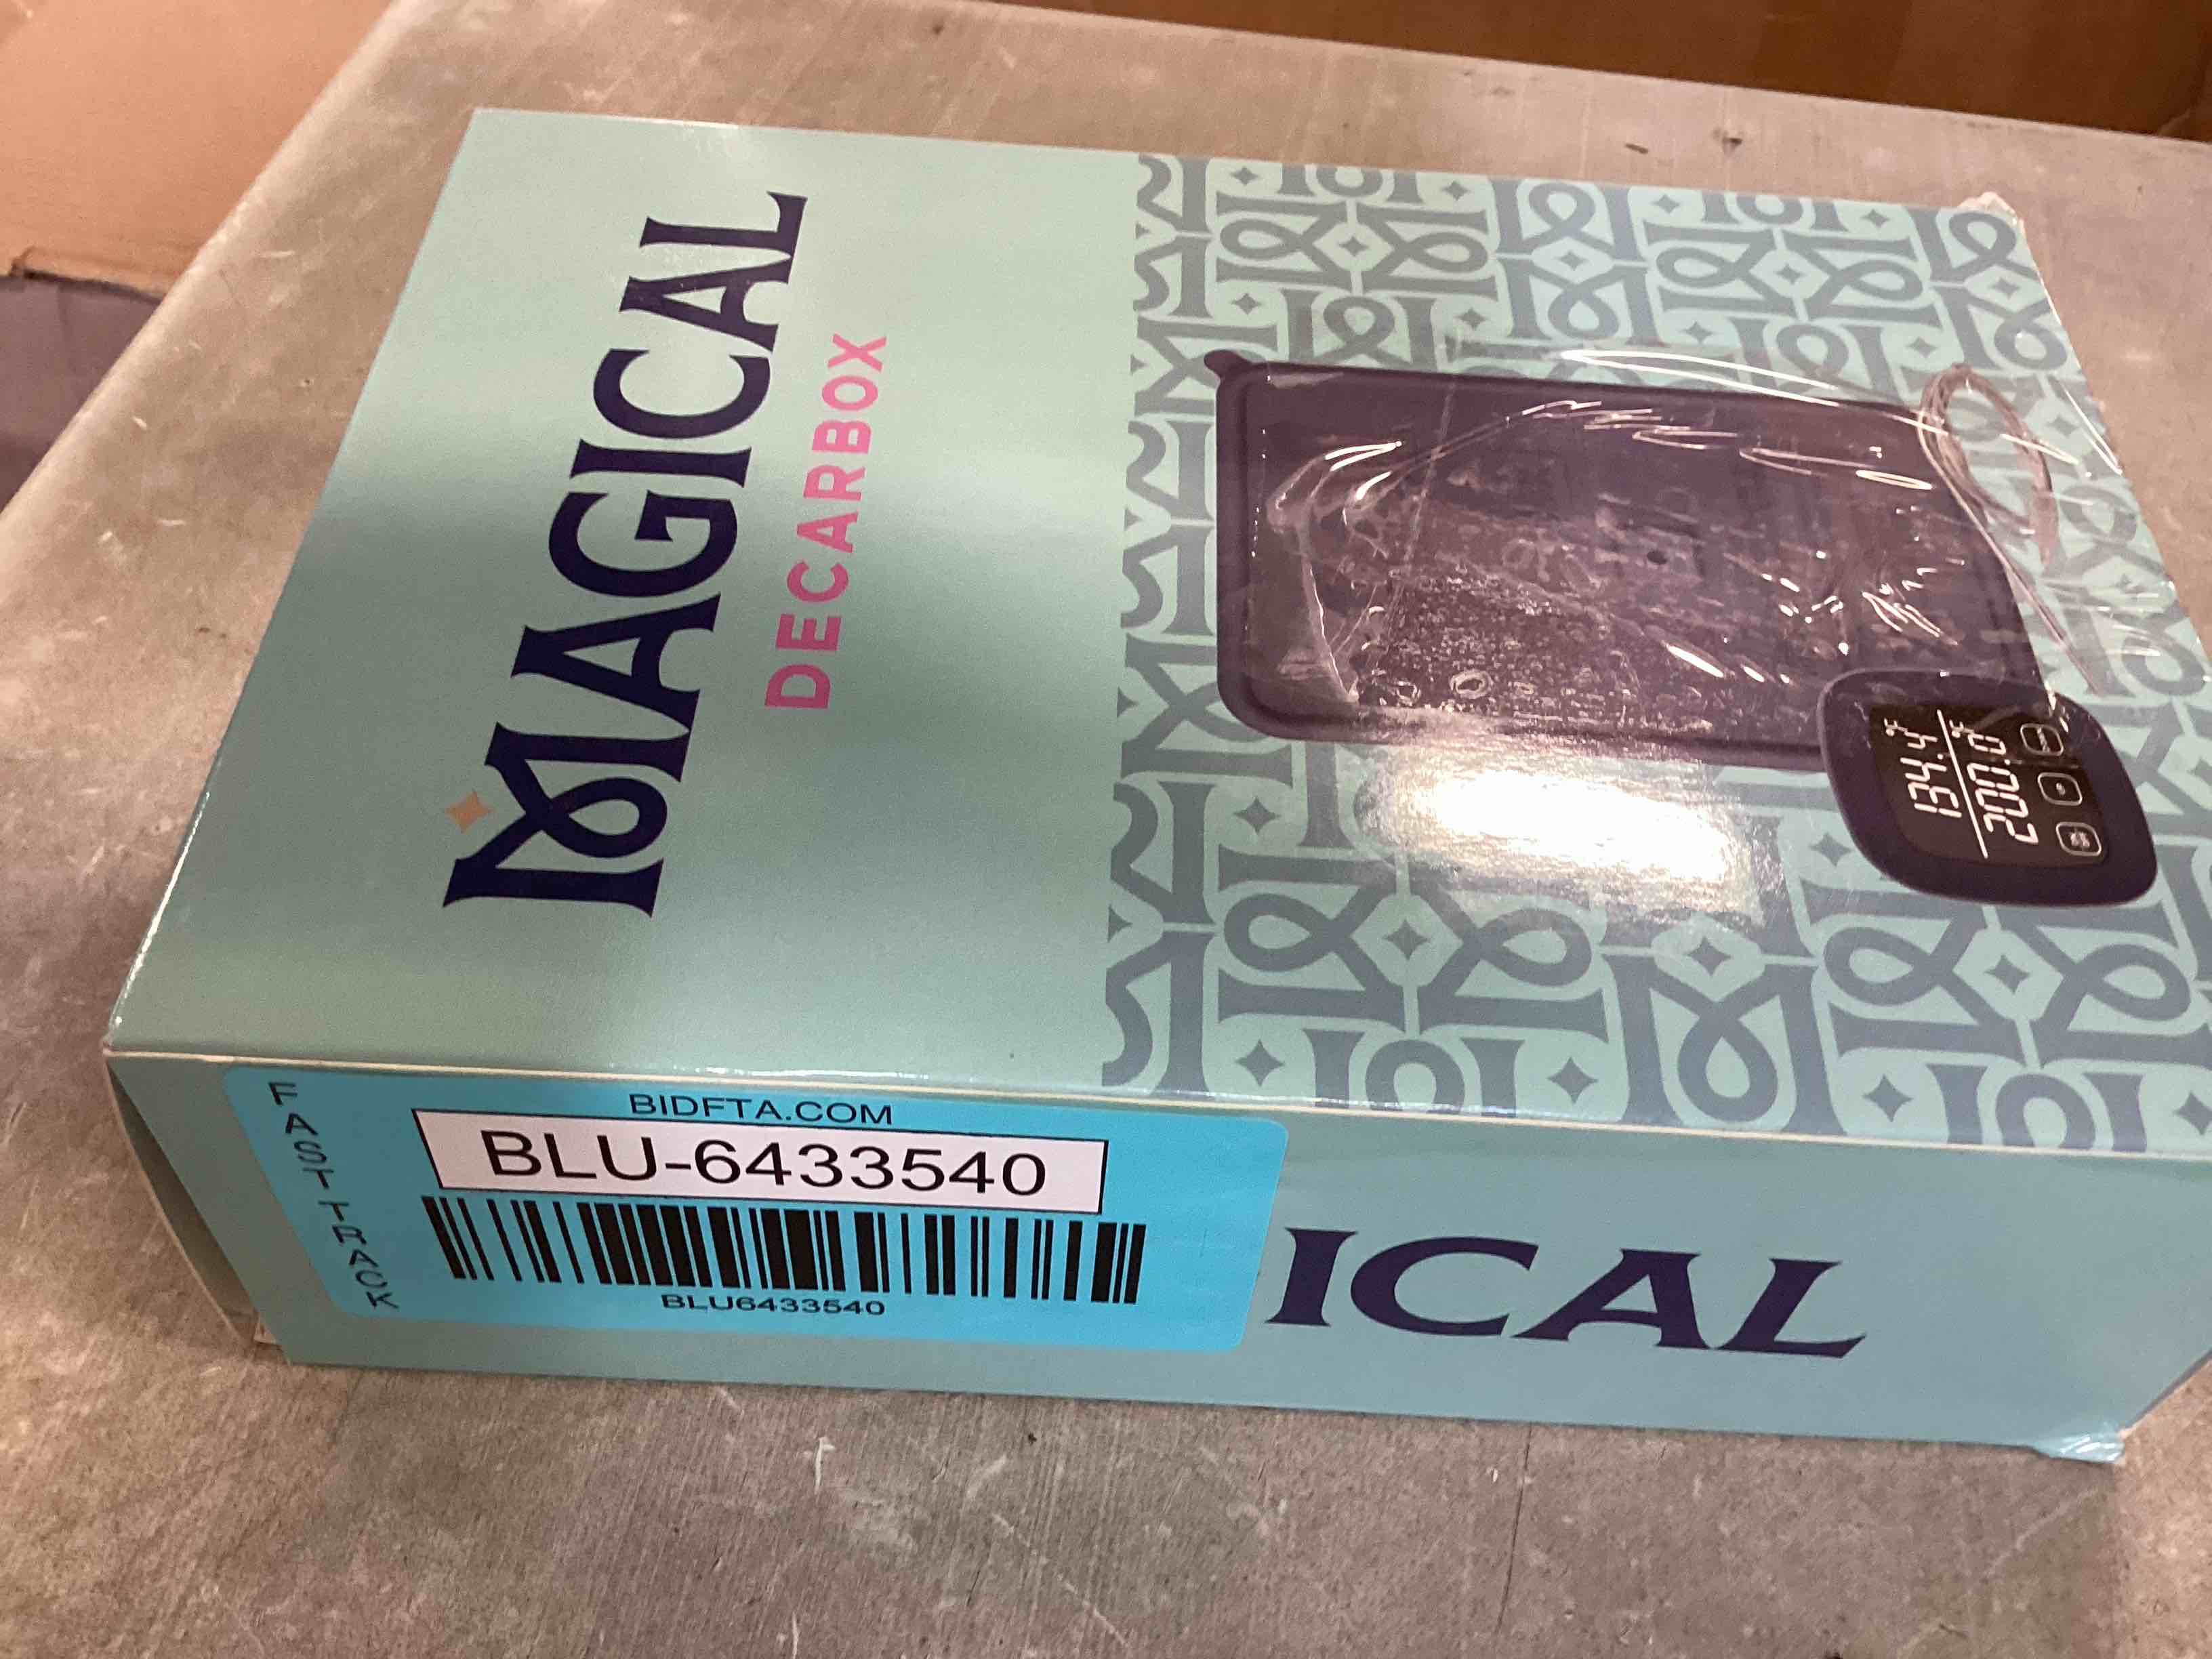 MAGICAL
DECARBOX
134.4°F
200.0°F
FAST TRACK
BIDFTA.COM
BLU-6433540
BLU6433540
ICAL